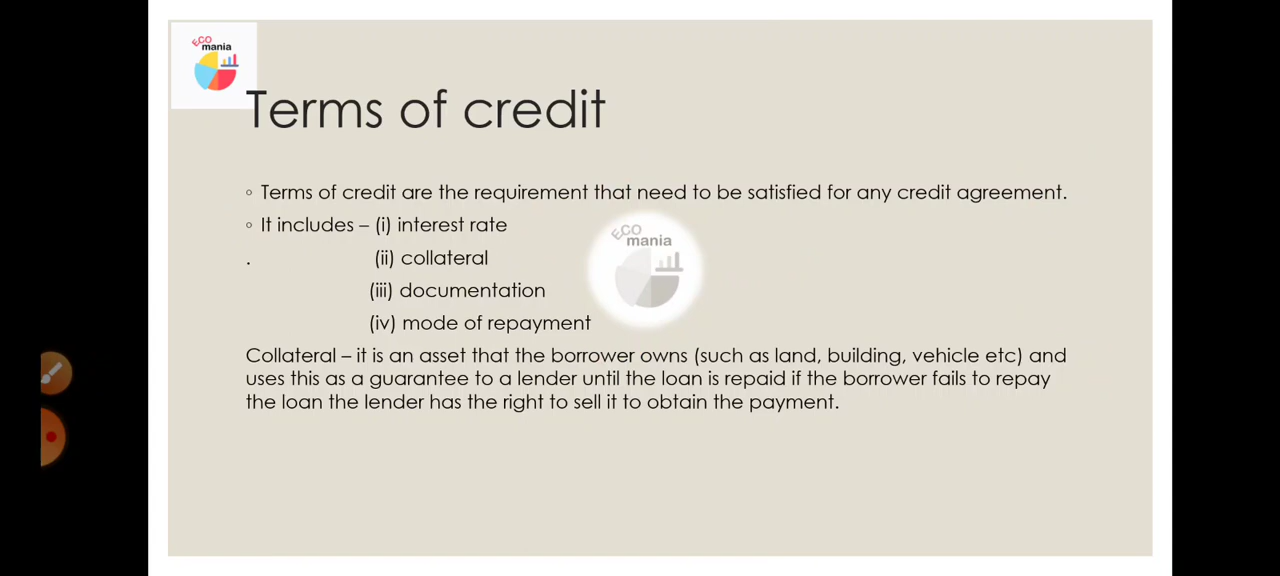 ECO
mania
Terms of credit
◦ Terms of credit are the requirement that need to be satisfied for any credit agreement.
◦ It includes – (i) interest rate
ECO
mania
. (ii) collateral
(iii) documentation
(iv) mode of repayment
Collateral – it is an asset that the borrower owns (such as land, building, vehicle etc) and
uses this as a guarantee to a lender until the loan is repaid if the borrower fails to repay
the loan the lender has the right to sell it to obtain the payment.